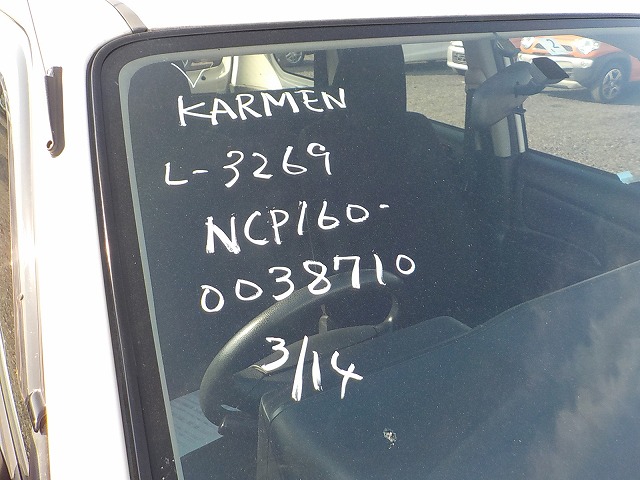 KARMEN
L-3269
NCP160-
0038710
3/14